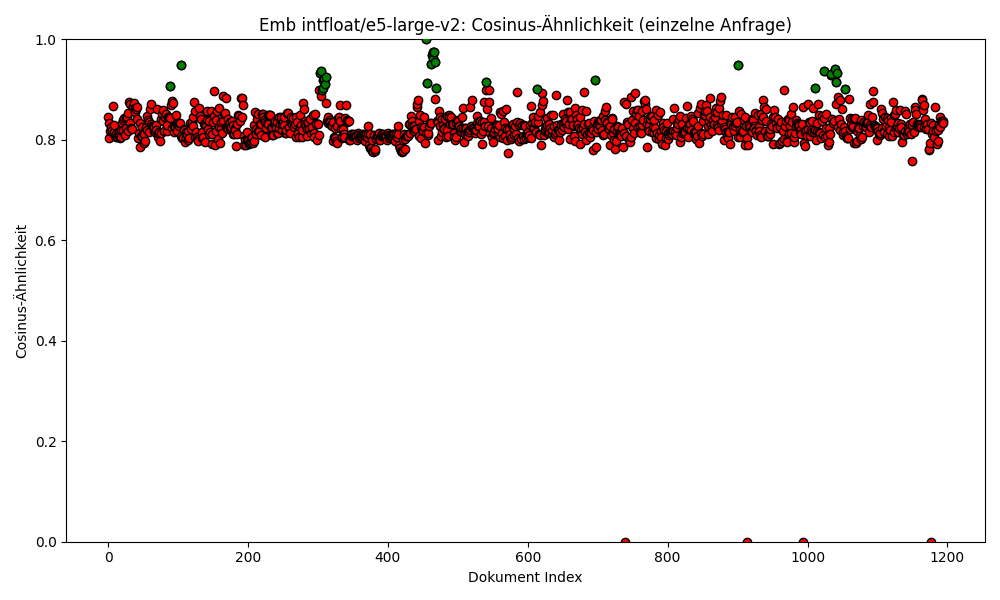 Emb intfloat/e5-large-v2: Cosinus-Ähnlichkeit (einzelne Anfrage)
1.0
0.8
0.6
0.4
0.2
0.0
Cosinus-Ähnlichkeit
0 200 400 600 800 1000 1200
Dokument Index